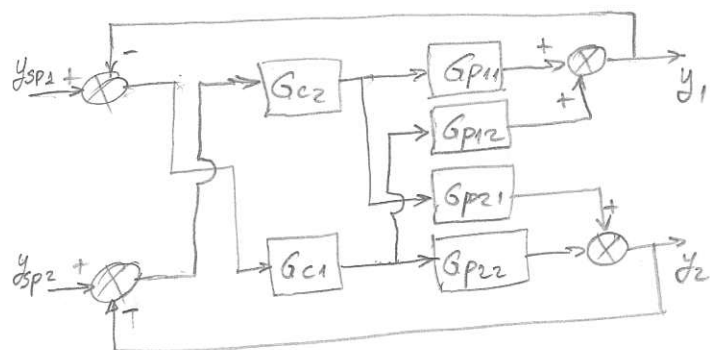 ysp1
+
-
Gc2
Gp11
+
y1
Gp12
+
Gp21
+
ysp2
+
-
Gc1
Gp22
y2